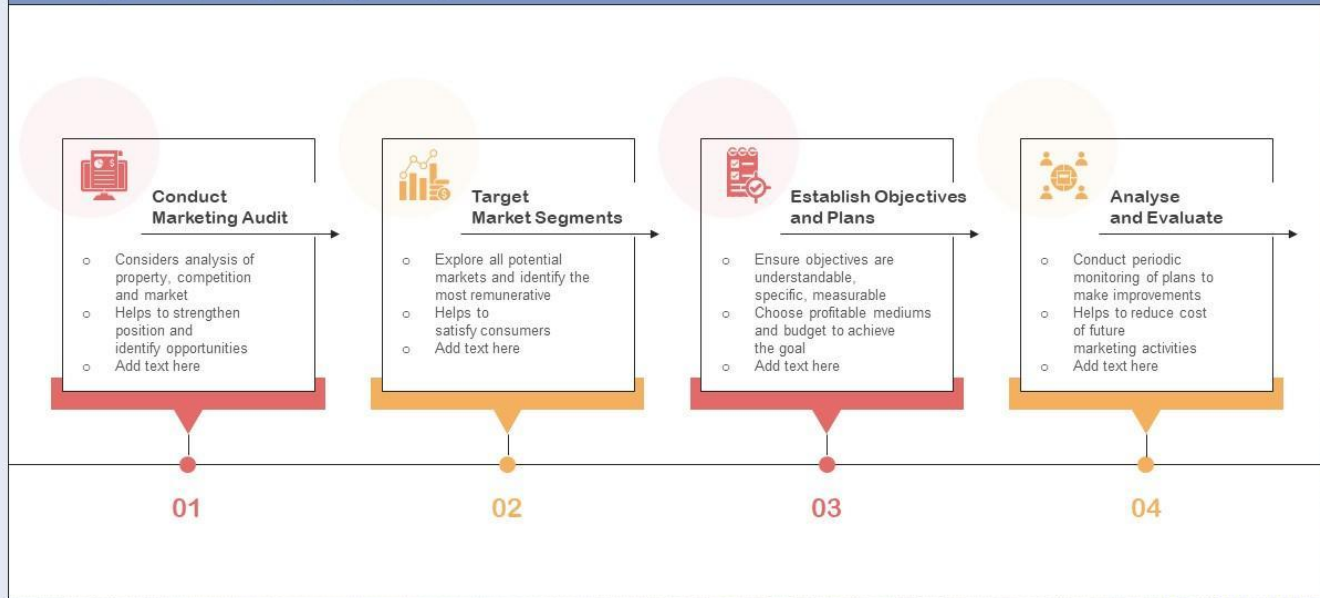 Conduct
Marketing Audit
o Considers analysis of
property, competition
and market
o Helps to strengthen
position and
identify opportunities
o Add text here
01
Target
Market Segments
o Explore all potential
markets and identify the
most remunerative
o Helps to
satisfy consumers
o Add text here
02
Establish Objectives
and Plans
o Ensure objectives are
understandable,
specific, measurable
o Choose profitable mediums
and budget to achieve
the goal
o Add text here
03
Analyse
and Evaluate
o Conduct periodic
monitoring of plans to
make improvements
o Helps to reduce cost
of future
marketing activities
o Add text here
04